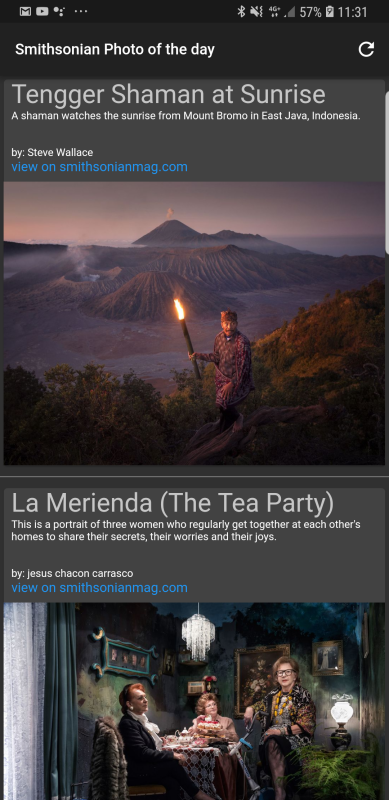 4G+ 57% 11:31
Smithsonian Photo of the day
Tengger Shaman at Sunrise
A shaman watches the sunrise from Mount Bromo in East Java, Indonesia.
by: Steve Wallace
view on smithsonianmag.com
La Merienda (The Tea Party)
This is a portrait of three women who regularly get together at each other's
homes to share their secrets, their worries and their joys.
by: jesus chacon carrasco
view on smithsonianmag.com